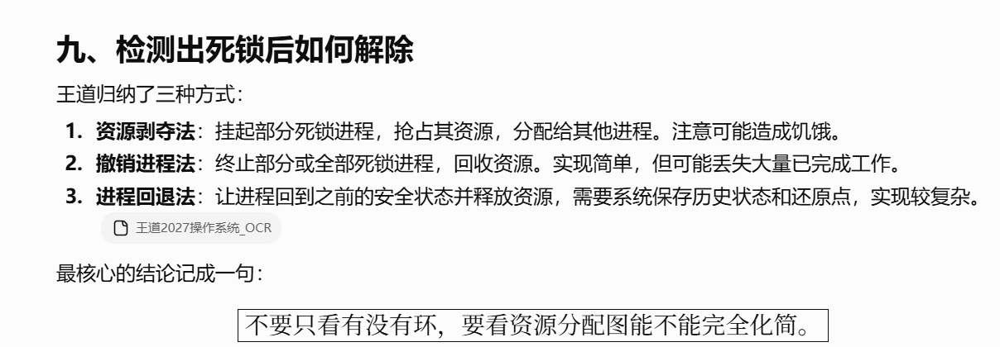 九、检测出死锁后如何解除
王道归纳了三种方式：
1. 资源剥夺法：挂起部分死锁进程，抢占其资源，分配给其他进程。注意可能造成饥饿。
2. 撤销进程法：终止部分或全部死锁进程，回收资源。实现简单，但可能丢失大量已完成工作。
3. 进程回退法：让进程回到之前的安全状态并释放资源，需要系统保存历史状态和还原点，实现较复杂。
王道2027操作系统_OCR
最核心的结论记成一句：
不要只看有没有环，要看资源分配图能不能完全化简。